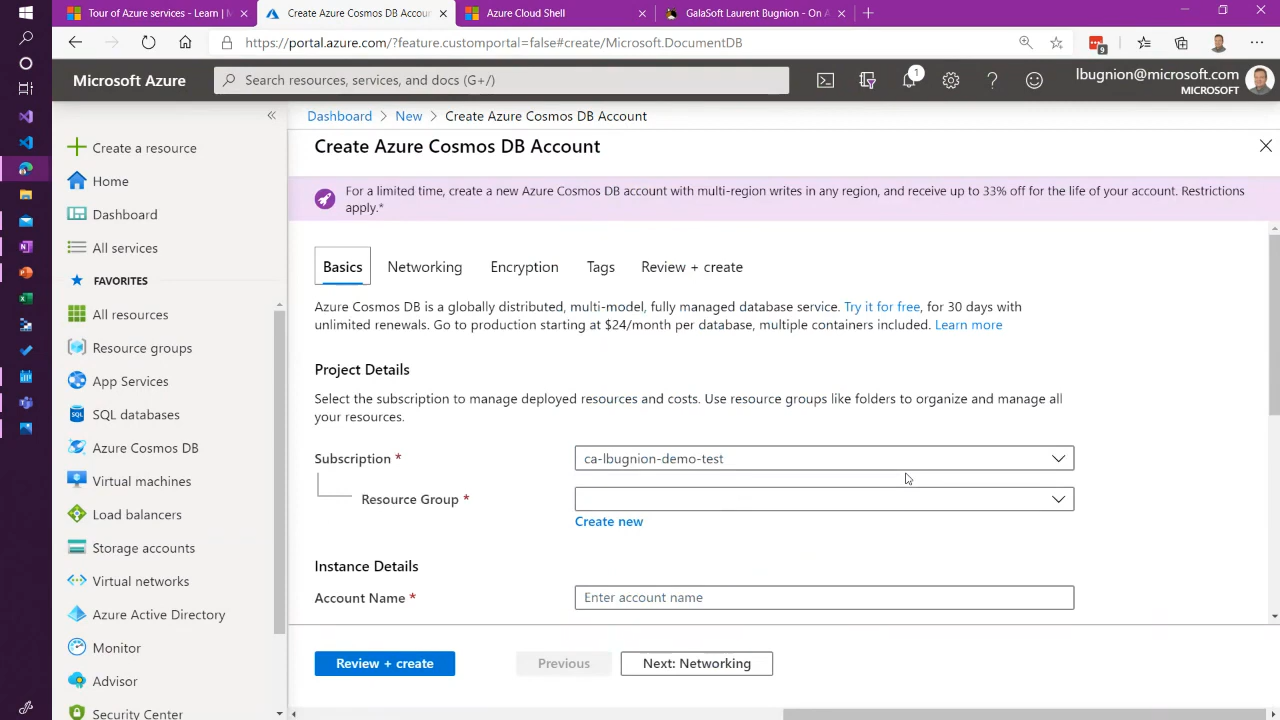 Tour of Azure services - Learn | M
Create Azure Cosmos DB Accou
Azure Cloud Shell
GalaSoft Laurent Bugnion - On A
https://portal.azure.com/?feature.customportal=false#create/Microsoft.DocumentDB
9
Microsoft Azure
Search resources, services, and docs (G+/)
1
lbugnion@microsoft.com
MICROSOFT
Create a resource
Home
Dashboard
All services
FAVORITES
All resources
Resource groups
App Services
SQL
SQL databases
Azure Cosmos DB
Virtual machines
Load balancers
Storage accounts
Virtual networks
Azure Active Directory
Monitor
Advisor
Security Center
Dashboard > New > Create Azure Cosmos DB Account
Create Azure Cosmos DB Account
For a limited time, create a new Azure Cosmos DB account with multi-region writes in any region, and receive up to 33% off for the life of your account. Restrictions
apply.*
Basics Networking Encryption Tags Review + create
Azure Cosmos DB is a globally distributed, multi-model, fully managed database service. Try it for free, for 30 days with
unlimited renewals. Go to production starting at $24/month per database, multiple containers included. Learn more
Project Details
Select the subscription to manage deployed resources and costs. Use resource groups like folders to organize and manage all
your resources.
Subscription * ca-lbugnion-demo-test
Resource Group *
Create new
Instance Details
Account Name * Enter account name
Review + create Previous Next: Networking